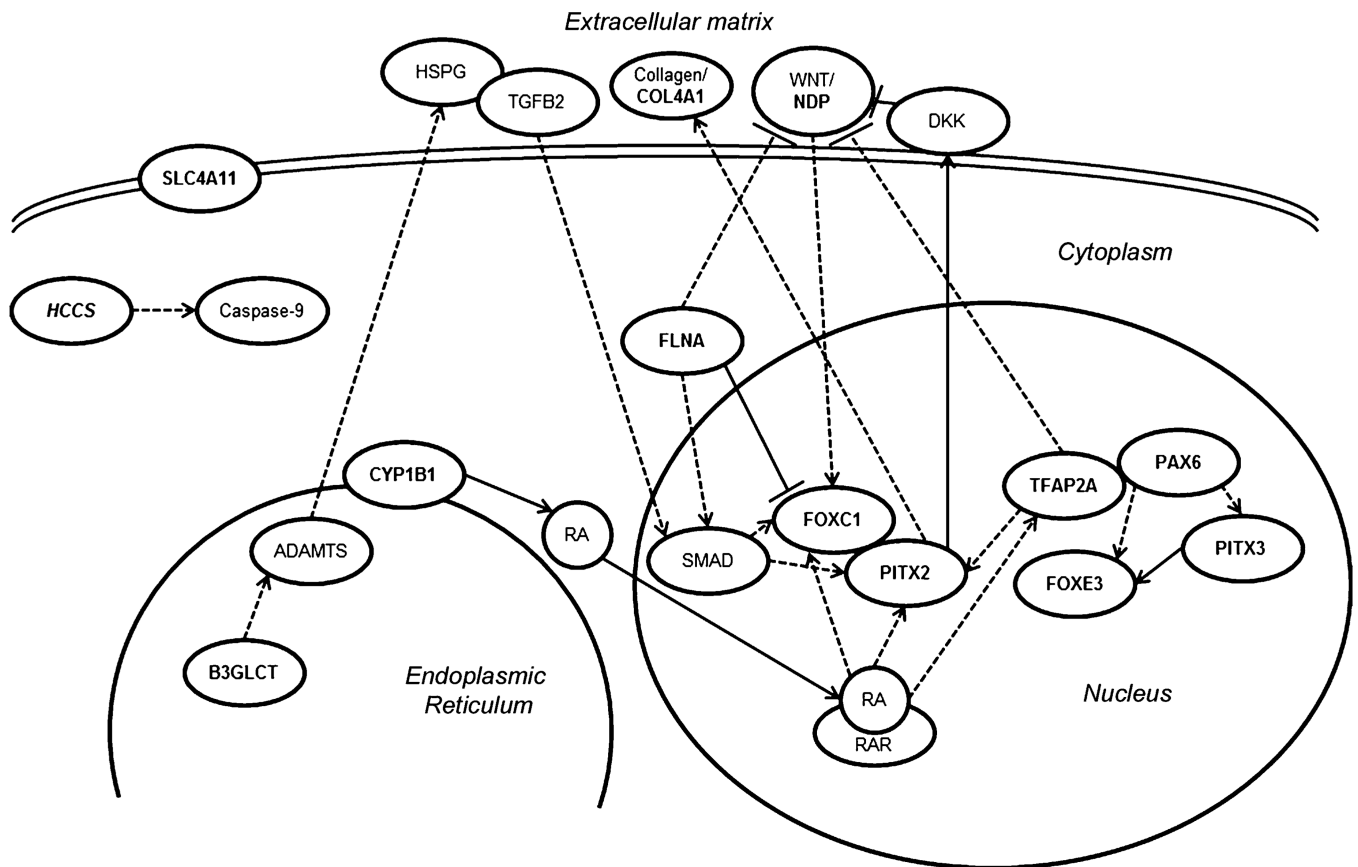 Extracellular matrix
HSPG
TGFB2
Collagen/
COL4A1
WNT/
NDP
DKK
SLC4A11
Cytoplasm
HCCS
Caspase-9
FLNA
CYP1B1
TFAP2A
PAX6
ADAMTS
RA
SMAD
FOXC1
PITX2
FOXE3
PITX3
B3GLCT
Endoplasmic
Reticulum
RA
RAR
Nucleus